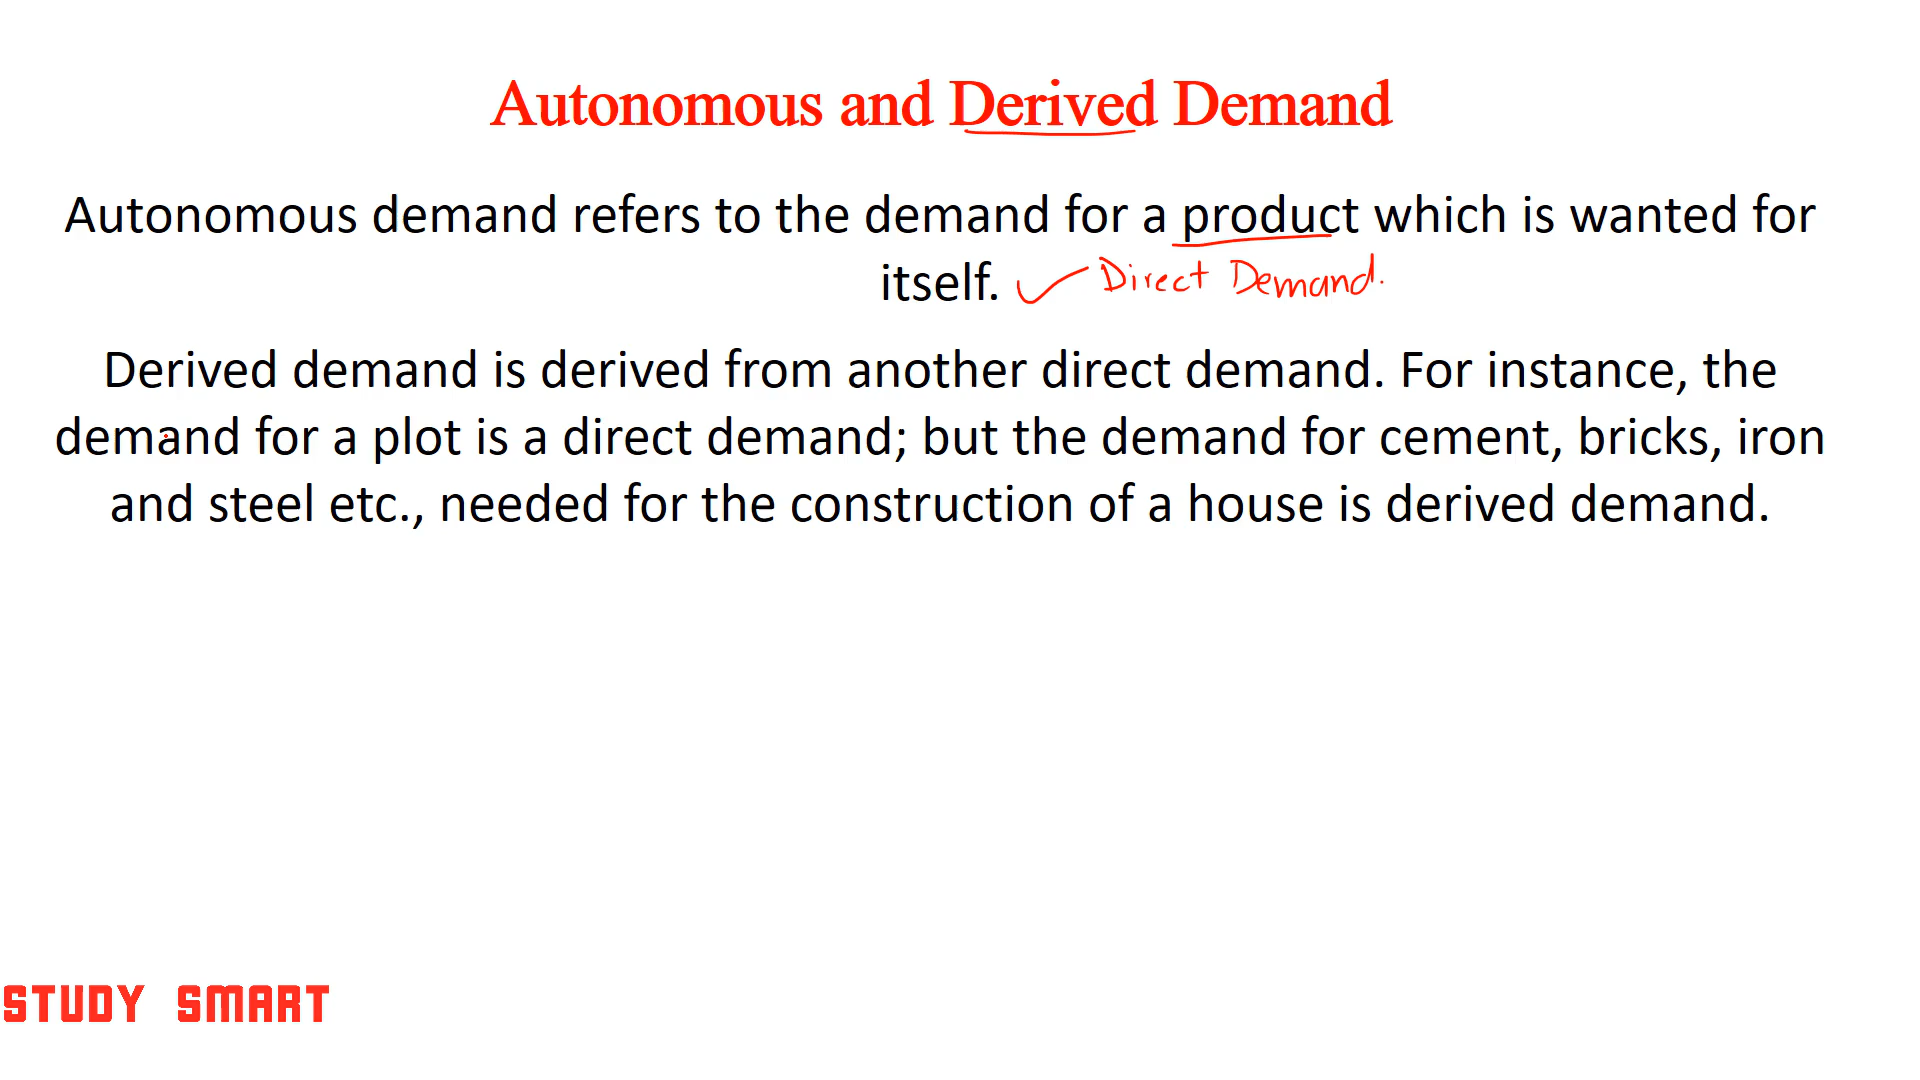 Autonomous and Derived Demand
Autonomous demand refers to the demand for a product which is wanted for
itself. Direct Demand.
Derived demand is derived from another direct demand. For instance, the
demand for a plot is a direct demand; but the demand for cement, bricks, iron
and steel etc., needed for the construction of a house is derived demand.
STUDY SMART